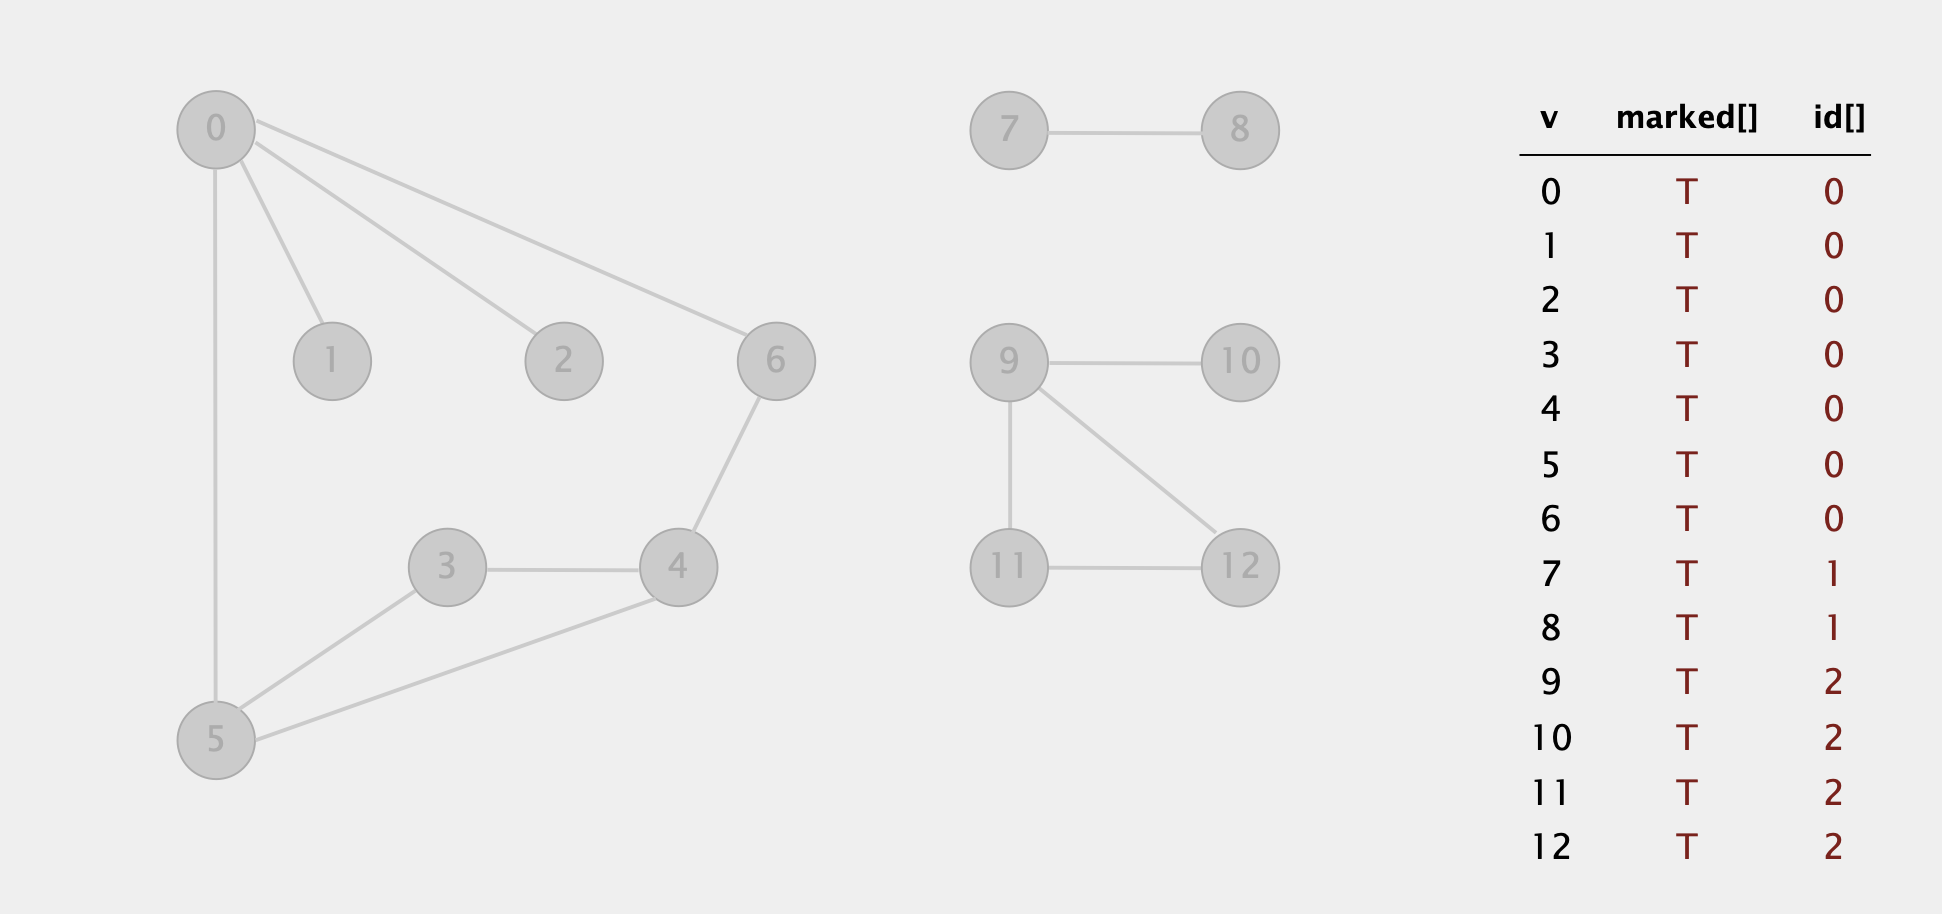 0
7
8
1
2
6
9
10
3
4
11
12
5
v marked[] id[]
0 T 0
1 T 0
2 T 0
3 T 0
4 T 0
5 T 0
6 T 0
7 T 1
8 T 1
9 T 2
10 T 2
11 T 2
12 T 2